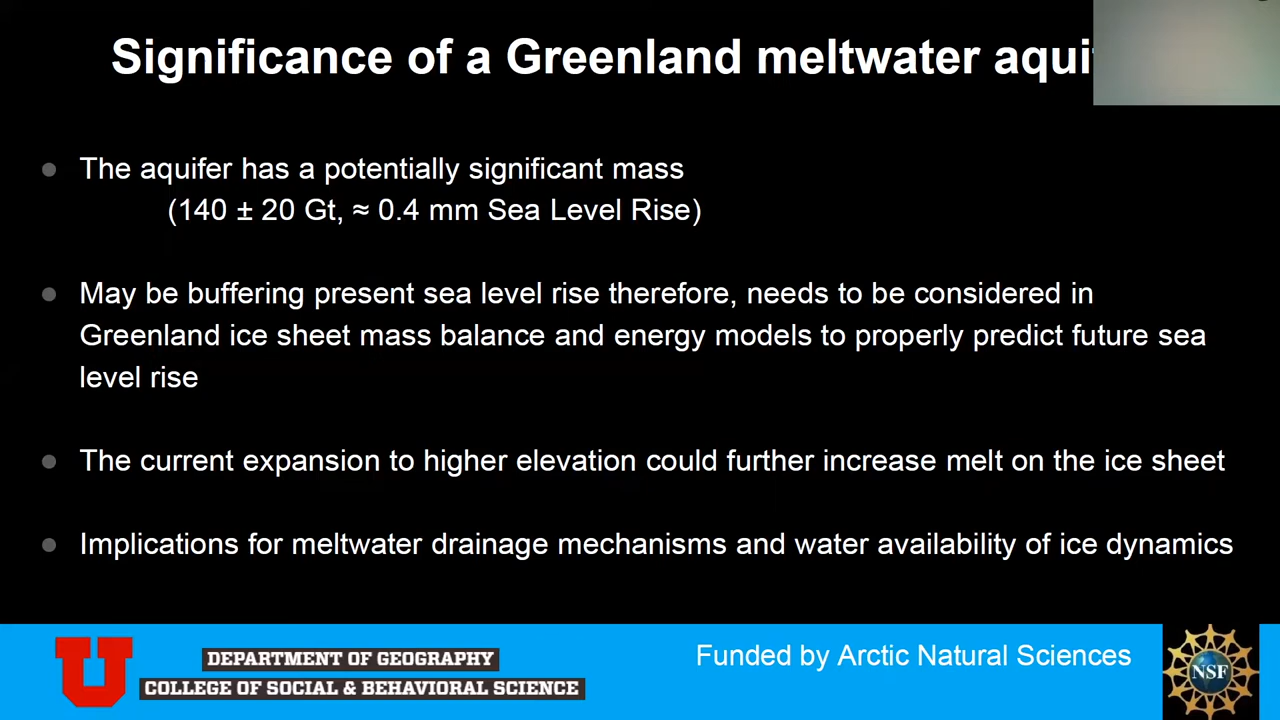 Significance of a Greenland meltwater
● The aquifer has a potentially significant mass
(140 ± 20 Gt, ≈ 0.4 mm Sea Level Rise)
● May be buffering present sea level rise therefore, needs to be considered in
Greenland ice sheet mass balance and energy models to properly predict future sea
level rise
● The current expansion to higher elevation could further increase melt on the ice sheet
● Implications for meltwater drainage mechanisms and water availability of ice dynamics
U
DEPARTMENT OF GEOGRAPHY
COLLEGE OF SOCIAL & BEHAVIORAL SCIENCE
Funded by Arctic Natural Sciences
NSF